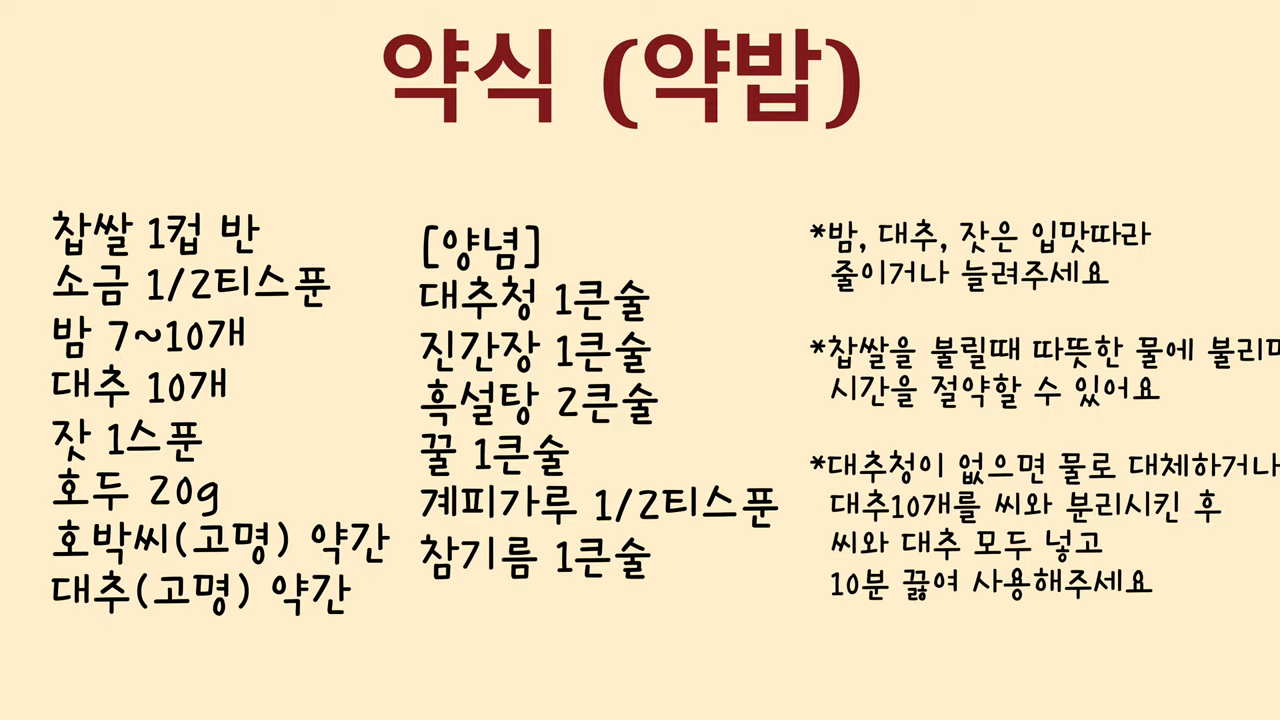 약식 (약밥)
찹쌀 1컵 반
소금 1/2티스푼
밤 7~10개
대추 10개
잣 1스푼
호두 20g
호박씨(고명) 약간
대추(고명) 약간
[양념]
대추청 1큰술
진간장 1큰술
흑설탕 2큰술
꿀 1큰술
계피가루 1/2티스푼
참기름 1큰술
*밤, 대추, 잣은 입맛따라
줄이거나 늘려주세요
*찹쌀을 불릴때 따뜻한 물에
시간을 절약할 수 있어요
*대추청이 없으면 물로 대체하거나
대추10개를 씨와 분리시킨 후
씨와 대추 모두 넣고
10분 끓여 사용해주세요